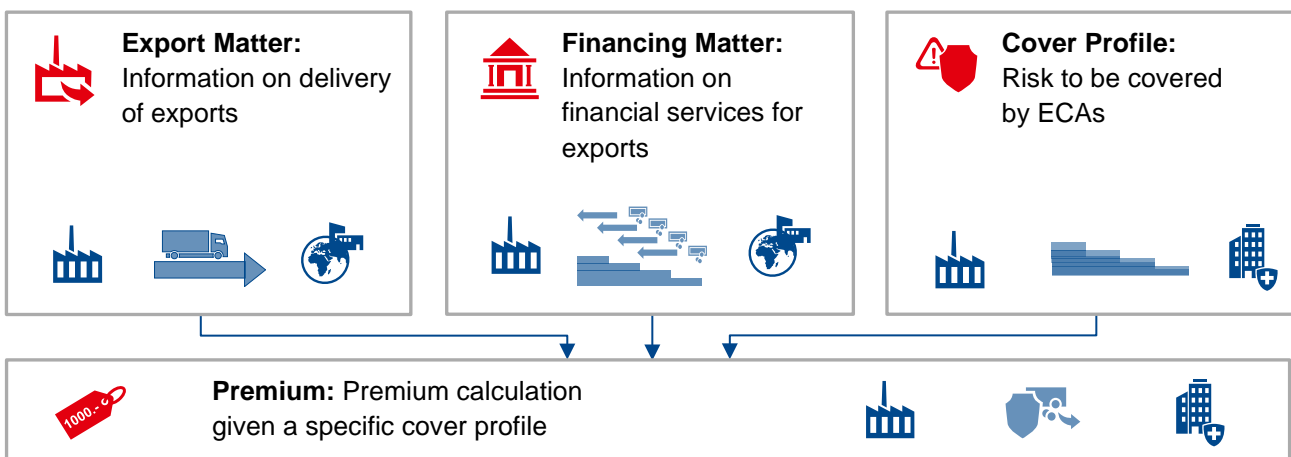 Export Matter:
Information on delivery
of exports
Financing Matter:
Information on
financial services for
exports
Cover Profile:
Risk to be covered
by ECAs
Premium: Premium calculation
given a specific cover profile
1000.-